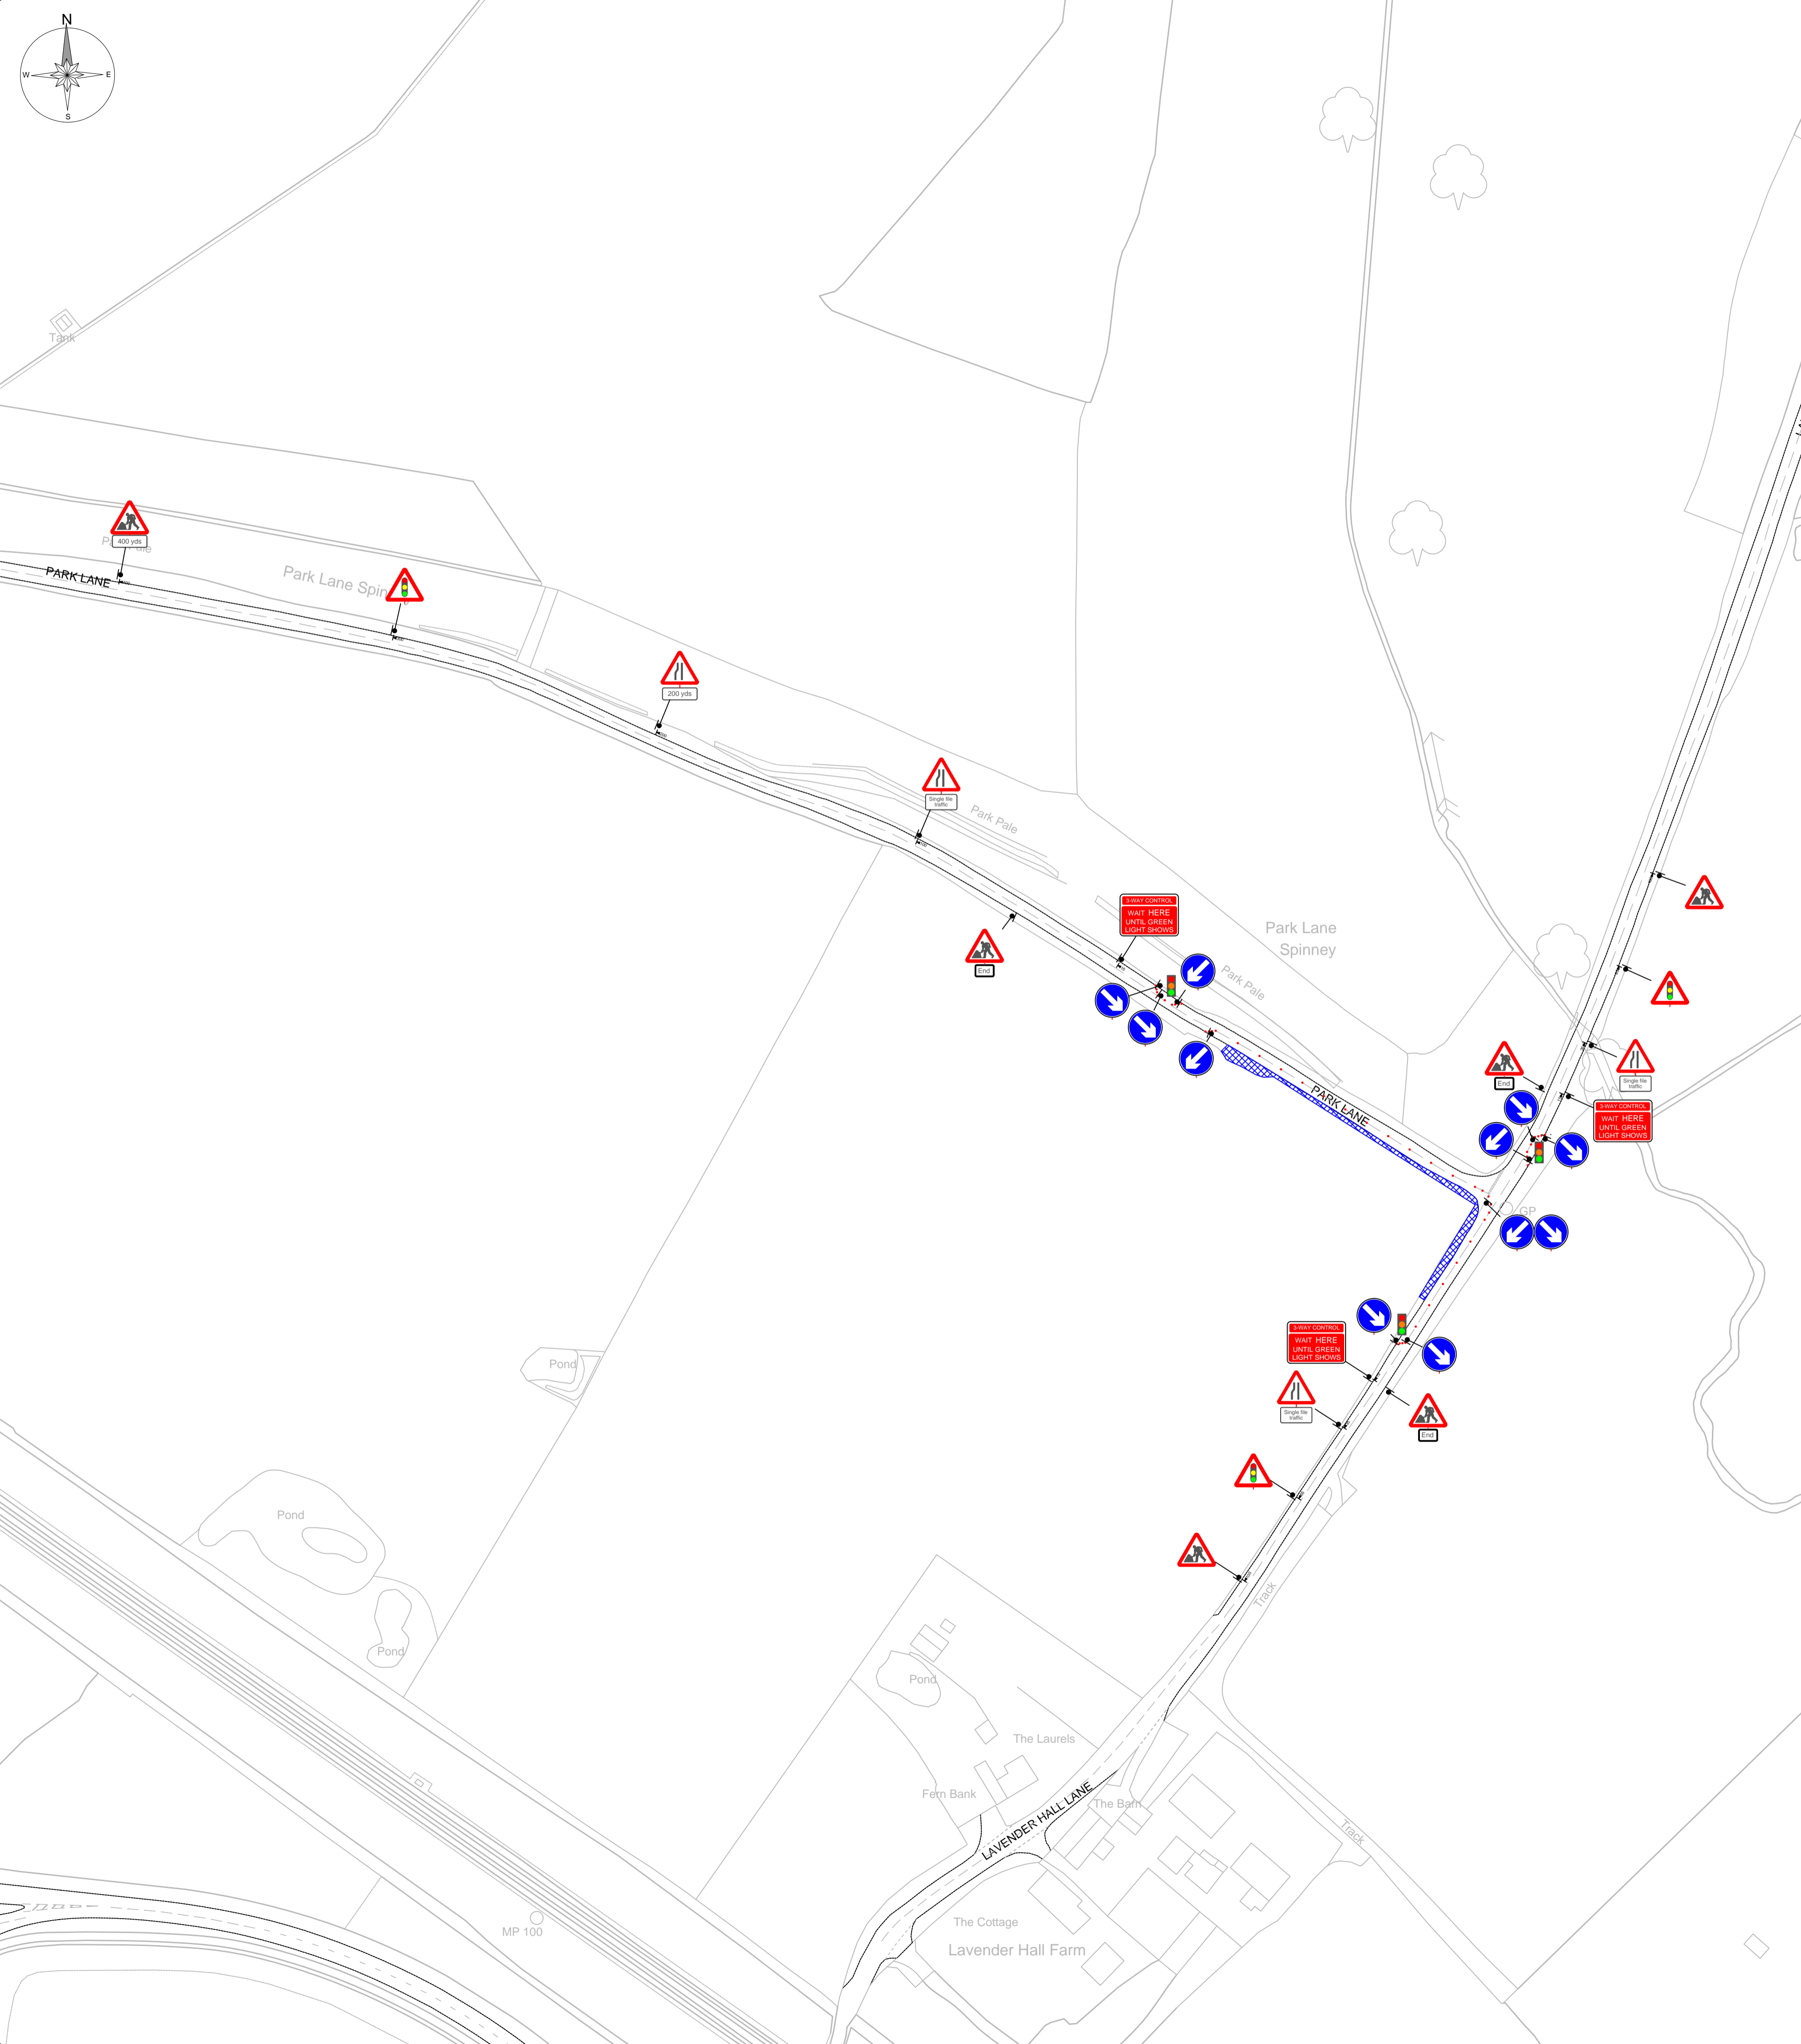 N
W
E
S
Tank
400 yds
Park Pale
PARK LANE
Park Lane Spinney
200 yds
Single file
traffic
Park Pale
3-WAY CONTROL
WAIT HERE
UNTIL GREEN
LIGHT SHOWS
Park Lane
Spinney
End
Park Pale
End
Single file
traffic
PARK LANE
3-WAY CONTROL
WAIT HERE
UNTIL GREEN
LIGHT SHOWS
GP
3-WAY CONTROL
WAIT HERE
UNTIL GREEN
LIGHT SHOWS
Pond
Single file
traffic
End
Pond
Track
Pond
Pond
The Laurels
Fern Bank
The Barn
LAVENDER HALL LANE
Track
MP 100
The Cottage
Lavender Hall Farm